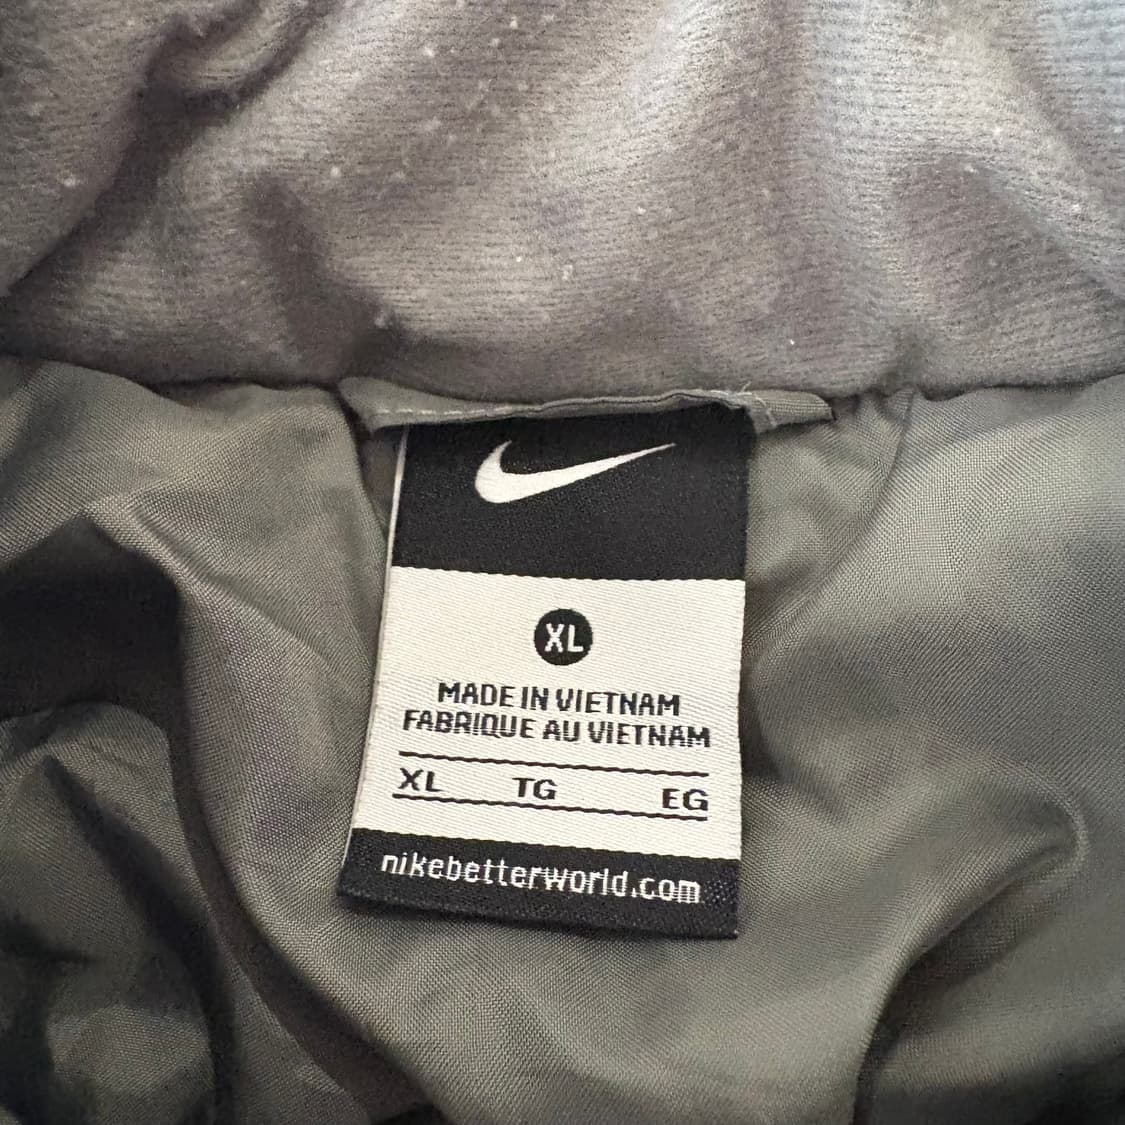 XL
MADE IN VIETNAM
FABRIQUE AU VIETNAM
XL TG EG
nikebetterworld.com